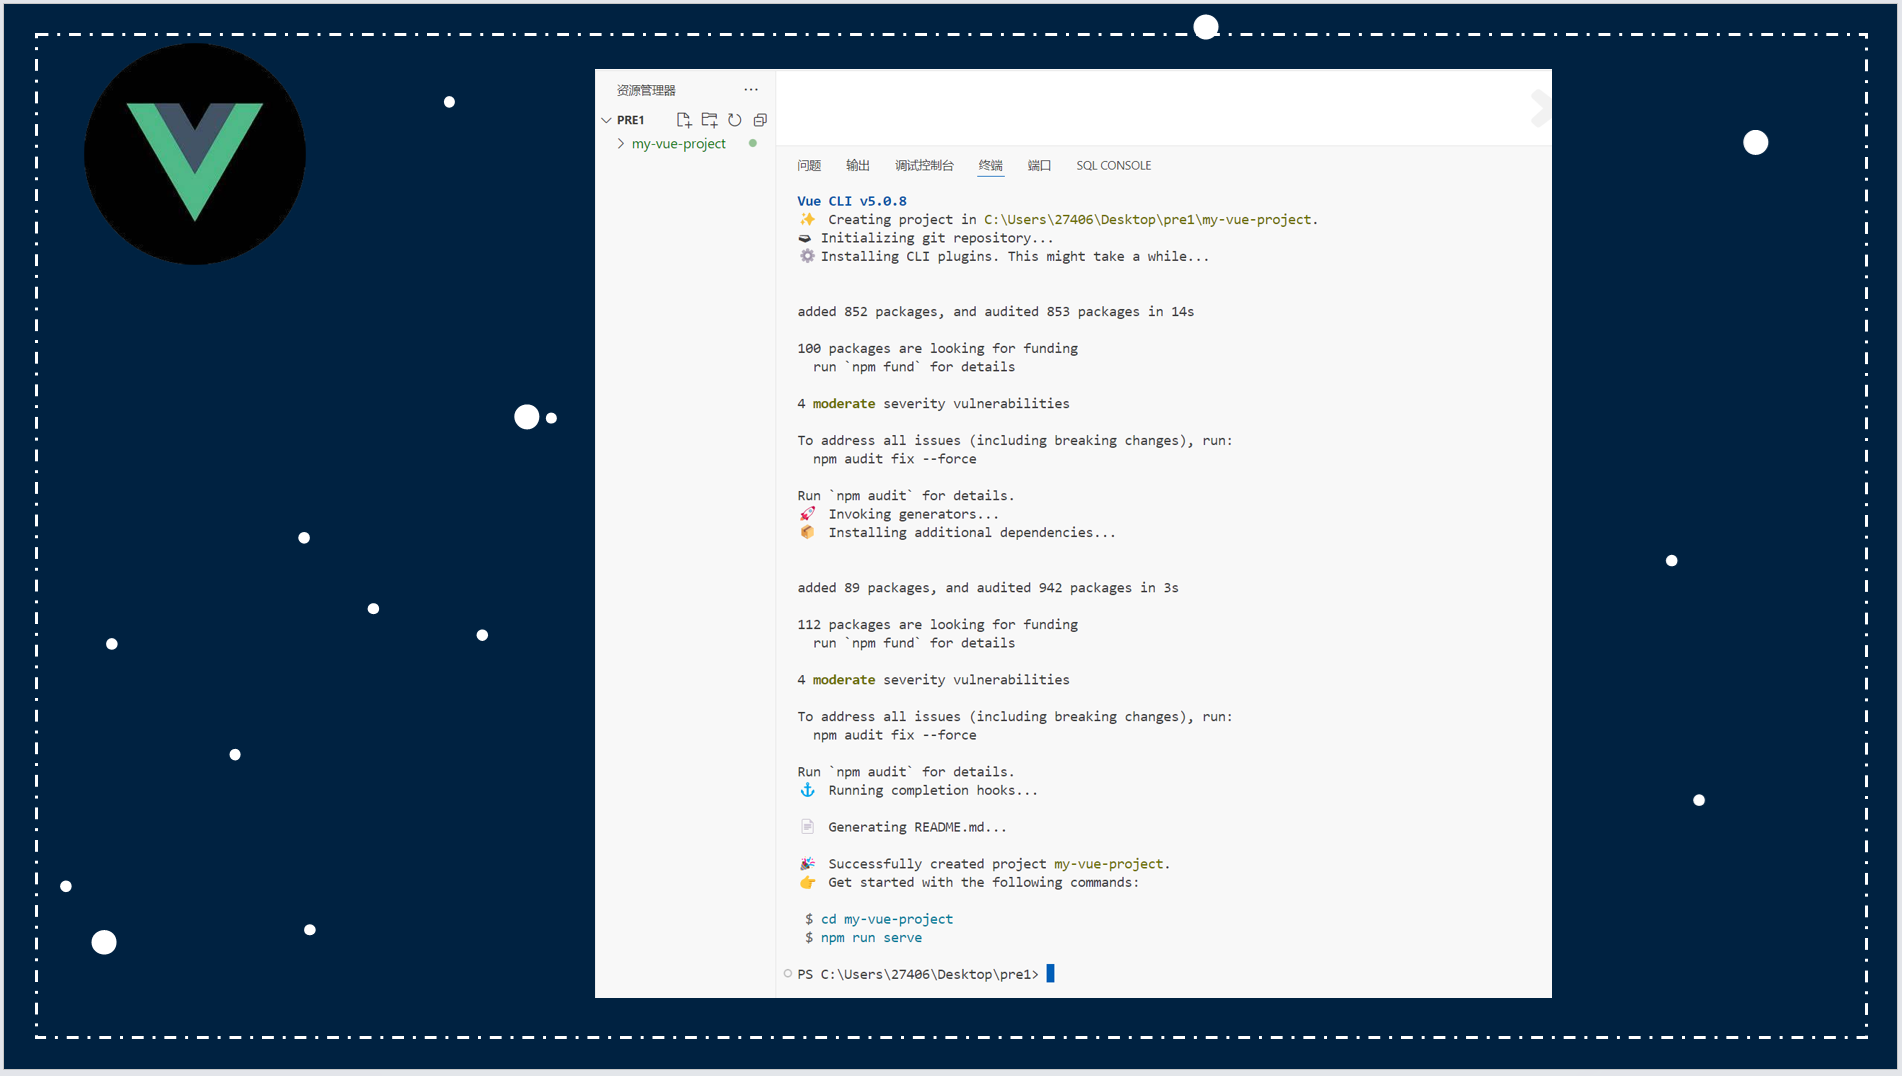 资源管理器
PRE1
my-vue-project
问题 输出 调试控制台 终端 端口 SQL CONSOLE
Vue CLI v5.0.8
✨ Creating project in C:\Users\27406\Desktop\pre1\my-vue-project.
Initializing git repository...
⚙️ Installing CLI plugins. This might take a while...
added 852 packages, and audited 853 packages in 14s
100 packages are looking for funding
run `npm fund` for details
4 moderate severity vulnerabilities
To address all issues (including breaking changes), run:
npm audit fix --force
Run `npm audit` for details.
🚀 Invoking generators...
📦 Installing additional dependencies...
added 89 packages, and audited 942 packages in 3s
112 packages are looking for funding
run `npm fund` for details
4 moderate severity vulnerabilities
To address all issues (including breaking changes), run:
npm audit fix --force
Run `npm audit` for details.
⚓ Running completion hooks...
📄 Generating README.md...
🎉 Successfully created project my-vue-project.
👉 Get started with the following commands:
$ cd my-vue-project
$ npm run serve
PS C:\Users\27406\Desktop\pre1>